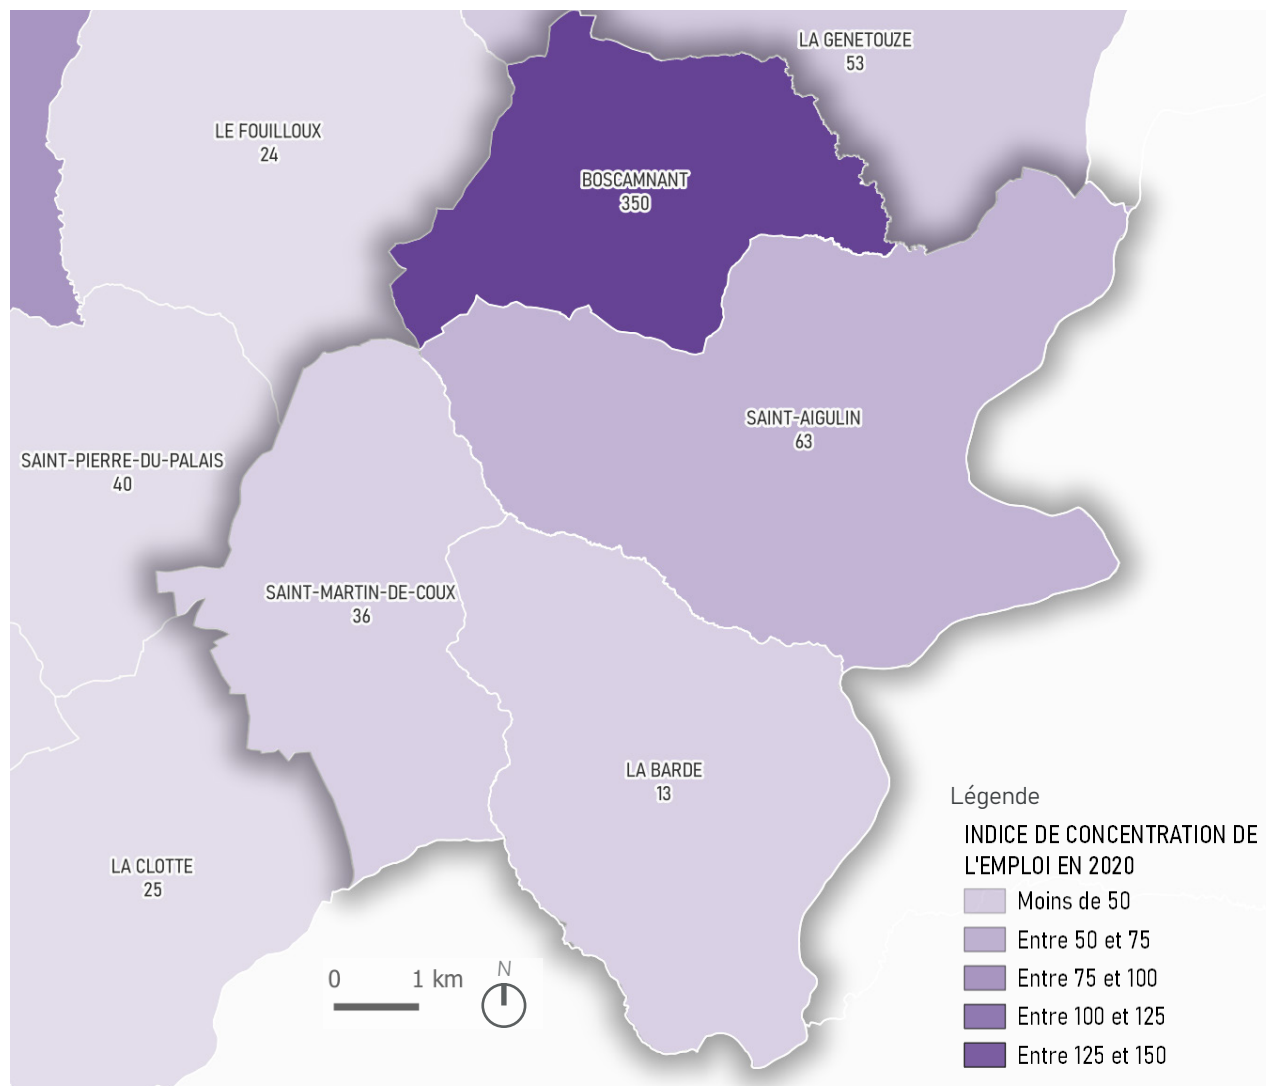 LA GENETOUZE
53
LE FOUILLOUX
24
BOSCAMNANT
350
SAINT-AIGULIN
63
SAINT-PIERRE-DU-PALAIS
40
SAINT-MARTIN-DE-COUX
36
LA BARDE
13
LA CLOTTE
25
Légende
INDICE DE CONCENTRATION DE
L'EMPLOI EN 2020
Moins de 50
Entre 50 et 75
Entre 75 et 100
Entre 100 et 125
Entre 125 et 150
0 1 km
N